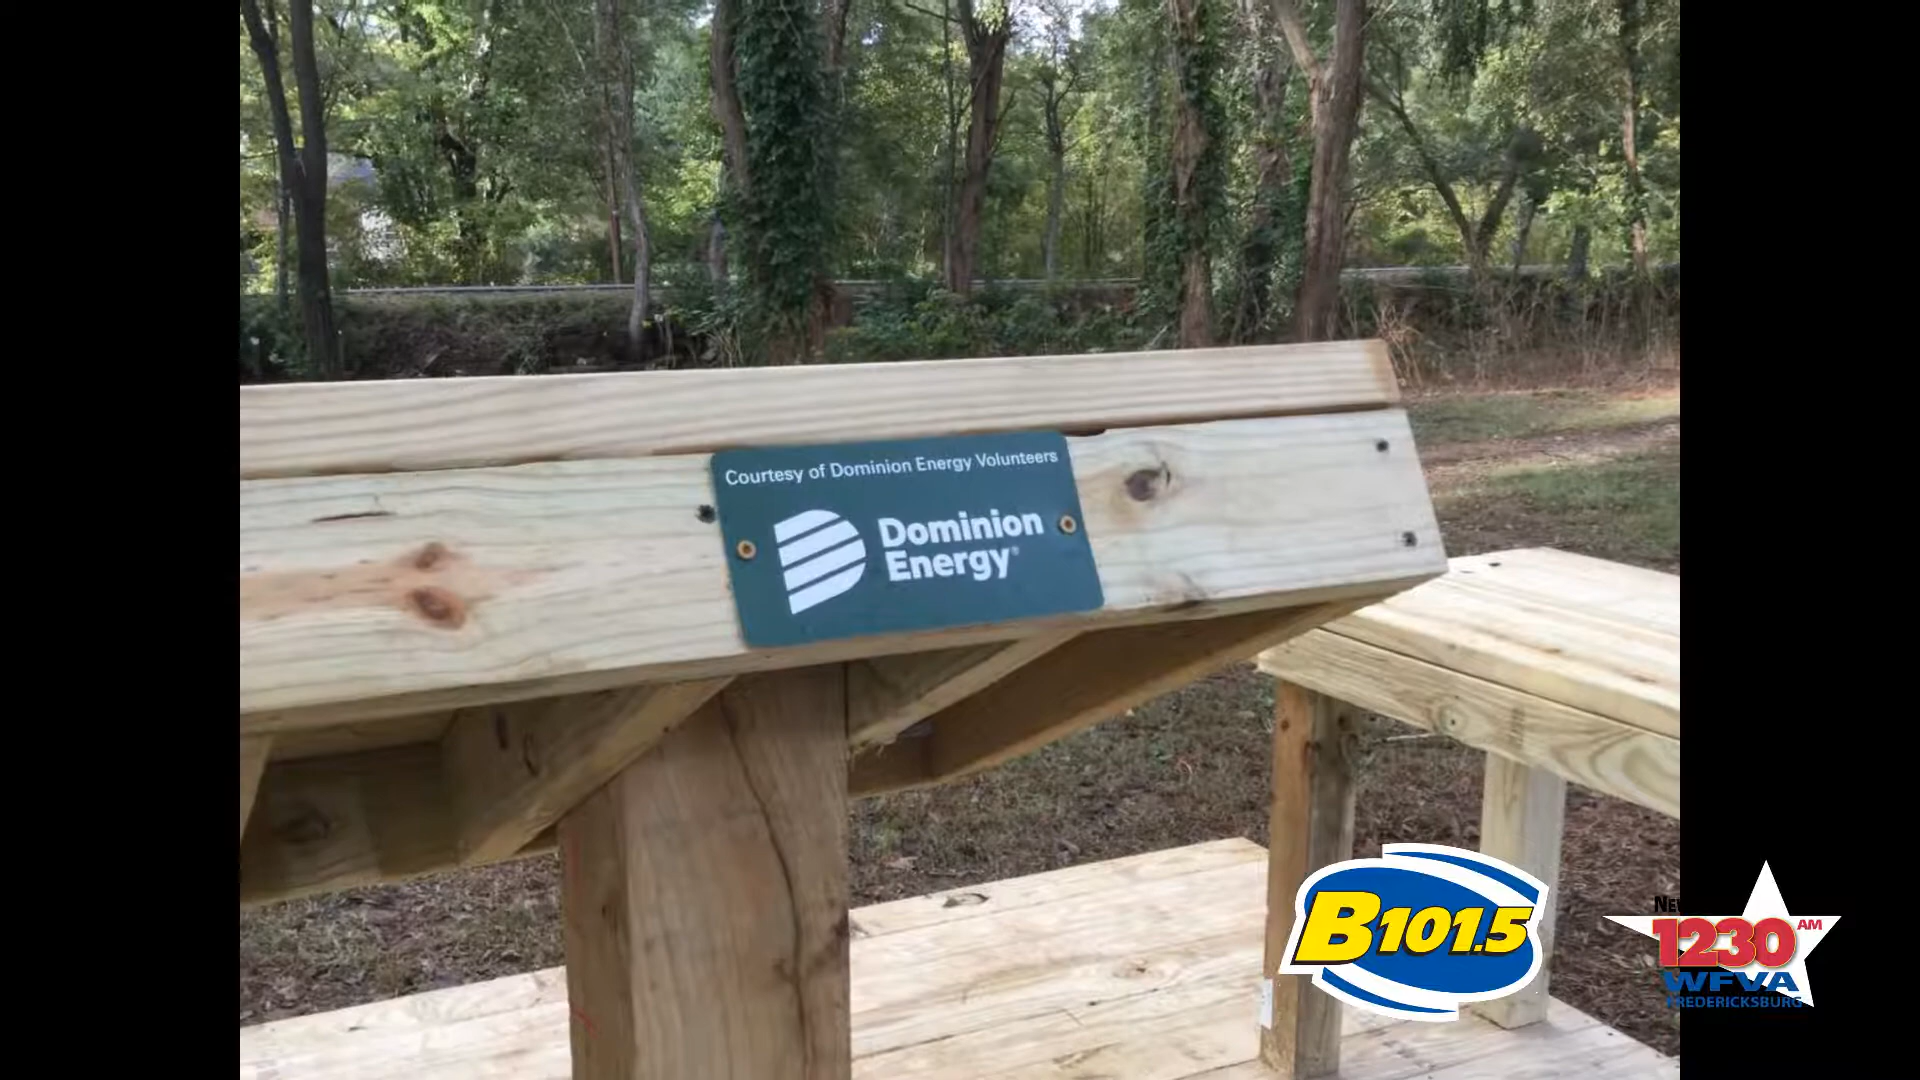 Courtesy of Dominion Energy Volunteers
Dominion
Energy®
B101.5
1230 AM
WFVA
FREDERICKSBURG